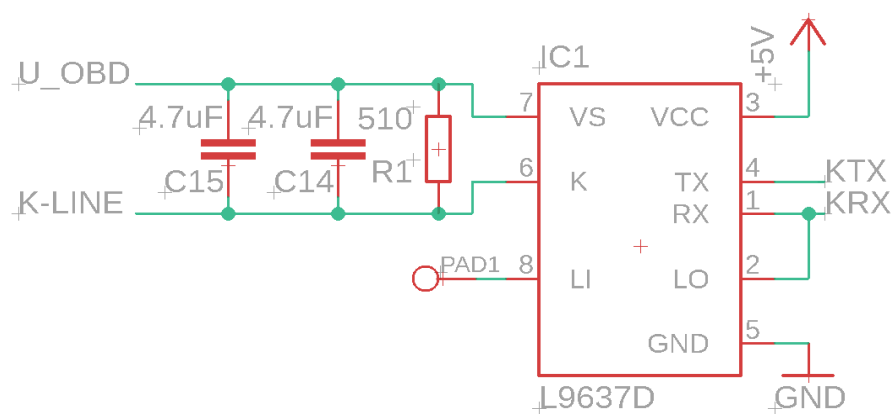 U_OBD
4.7uF
4.7uF
510
C15
C14
R1
K-LINE
PAD1
IC1
7
VS
6
K
8
LI
VCC
3
TX
4
RX
1
LO
2
GND
5
L9637D
+5V
KTX
KRX
GND